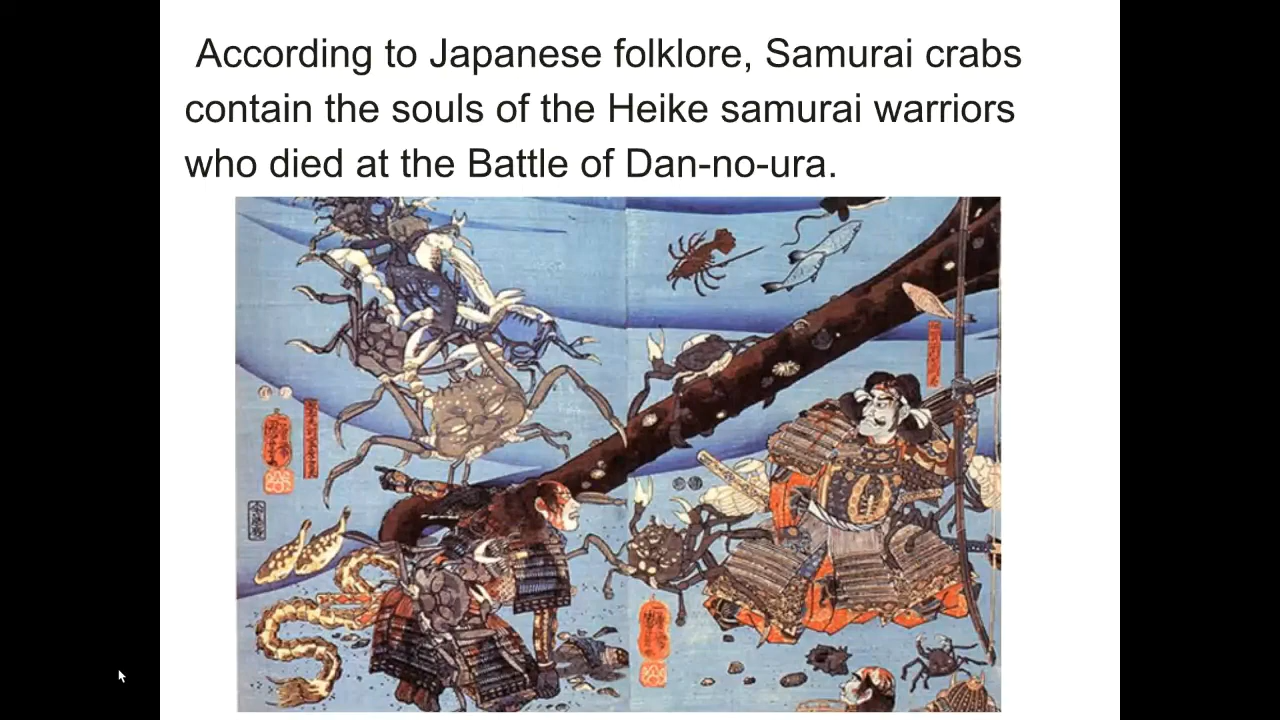 According to Japanese folklore, Samurai crabs
contain the souls of the Heike samurai warriors
who died at the Battle of Dan-no-ura.